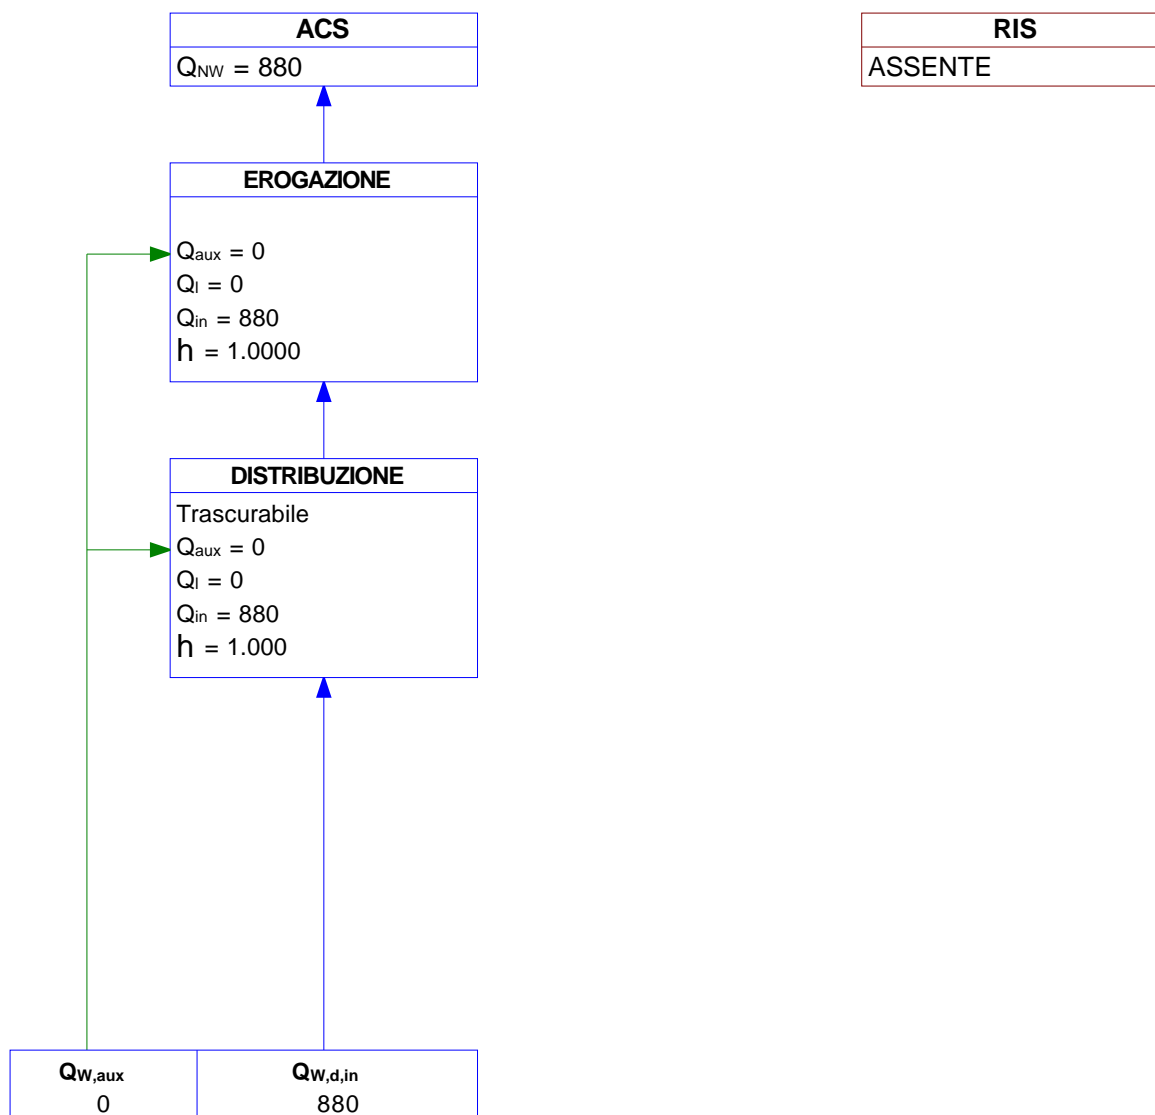 ACS
QNW = 880
RIS
ASSENTE
EROGAZIONE
Qaux = 0
Ql = 0
Qin = 880
h = 1.0000
DISTRIBUZIONE
Trascurabile
Qaux = 0
Ql = 0
Qin = 880
h = 1.000
QW,aux QW,d,in
0 880